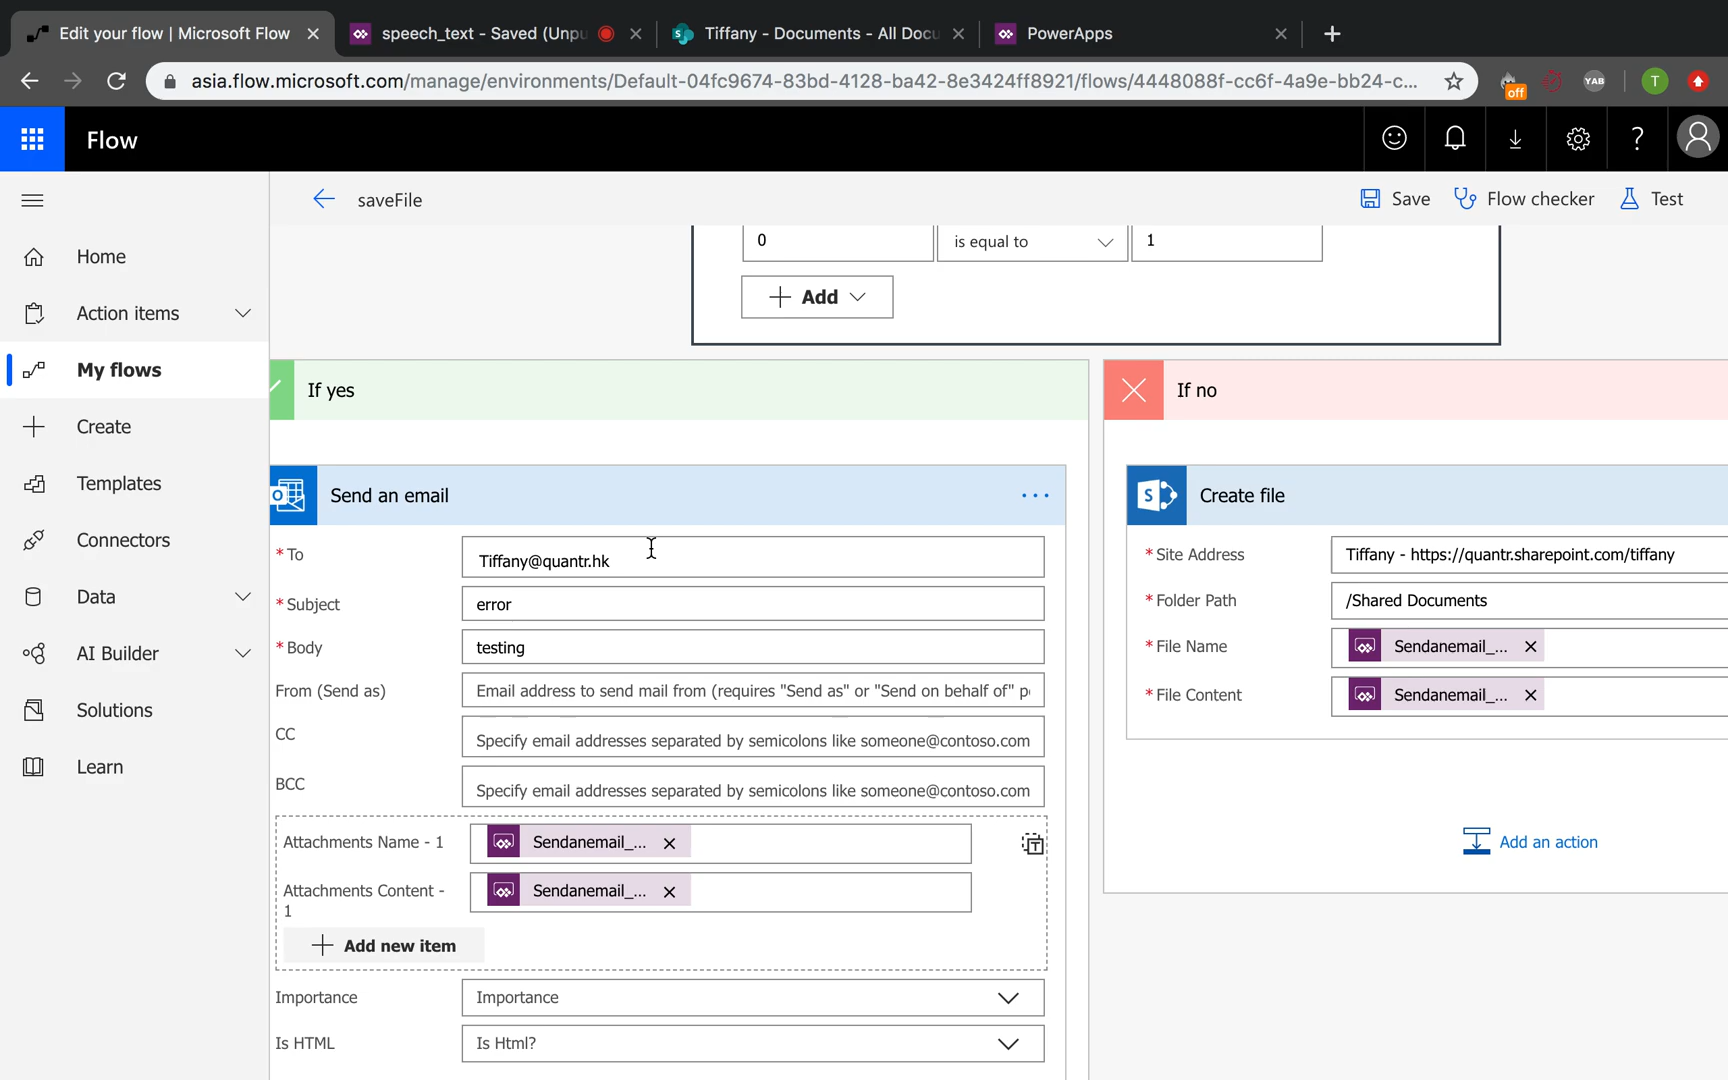 Edit your flow | Microsoft Flow
speech_text - Saved (Unpu
Tiffany - Documents - All Docu
PowerApps
asia.flow.microsoft.com/manage/environments/Default-04fc9674-83bd-4128-ba42-8e3424ff8921/flows/4448088f-cc6f-4a9e-bb24-c...
off
YAB
T
Flow
?
saveFile
Save
Flow checker
Test
Home
Action items
My flows
Create
Templates
Connectors
Data
AI Builder
Solutions
Learn
0
is equal to
1
Add
If yes
Send an email
...
* To
Tiffany@quantr.hk
* Subject
error
* Body
testing
From (Send as)
Email address to send mail from (requires "Send as" or "Send on behalf of" p
CC
Specify email addresses separated by semicolons like someone@contoso.com
BCC
Specify email addresses separated by semicolons like someone@contoso.com
Attachments Name - 1
Sendanemail_...
Attachments Content -
1
Sendanemail_...
Add new item
Importance
Importance
Is HTML
Is Html?
If no
Create file
* Site Address
Tiffany - https://quantr.sharepoint.com/tiffany
* Folder Path
/Shared Documents
* File Name
Sendanemail_...
* File Content
Sendanemail_...
Add an action